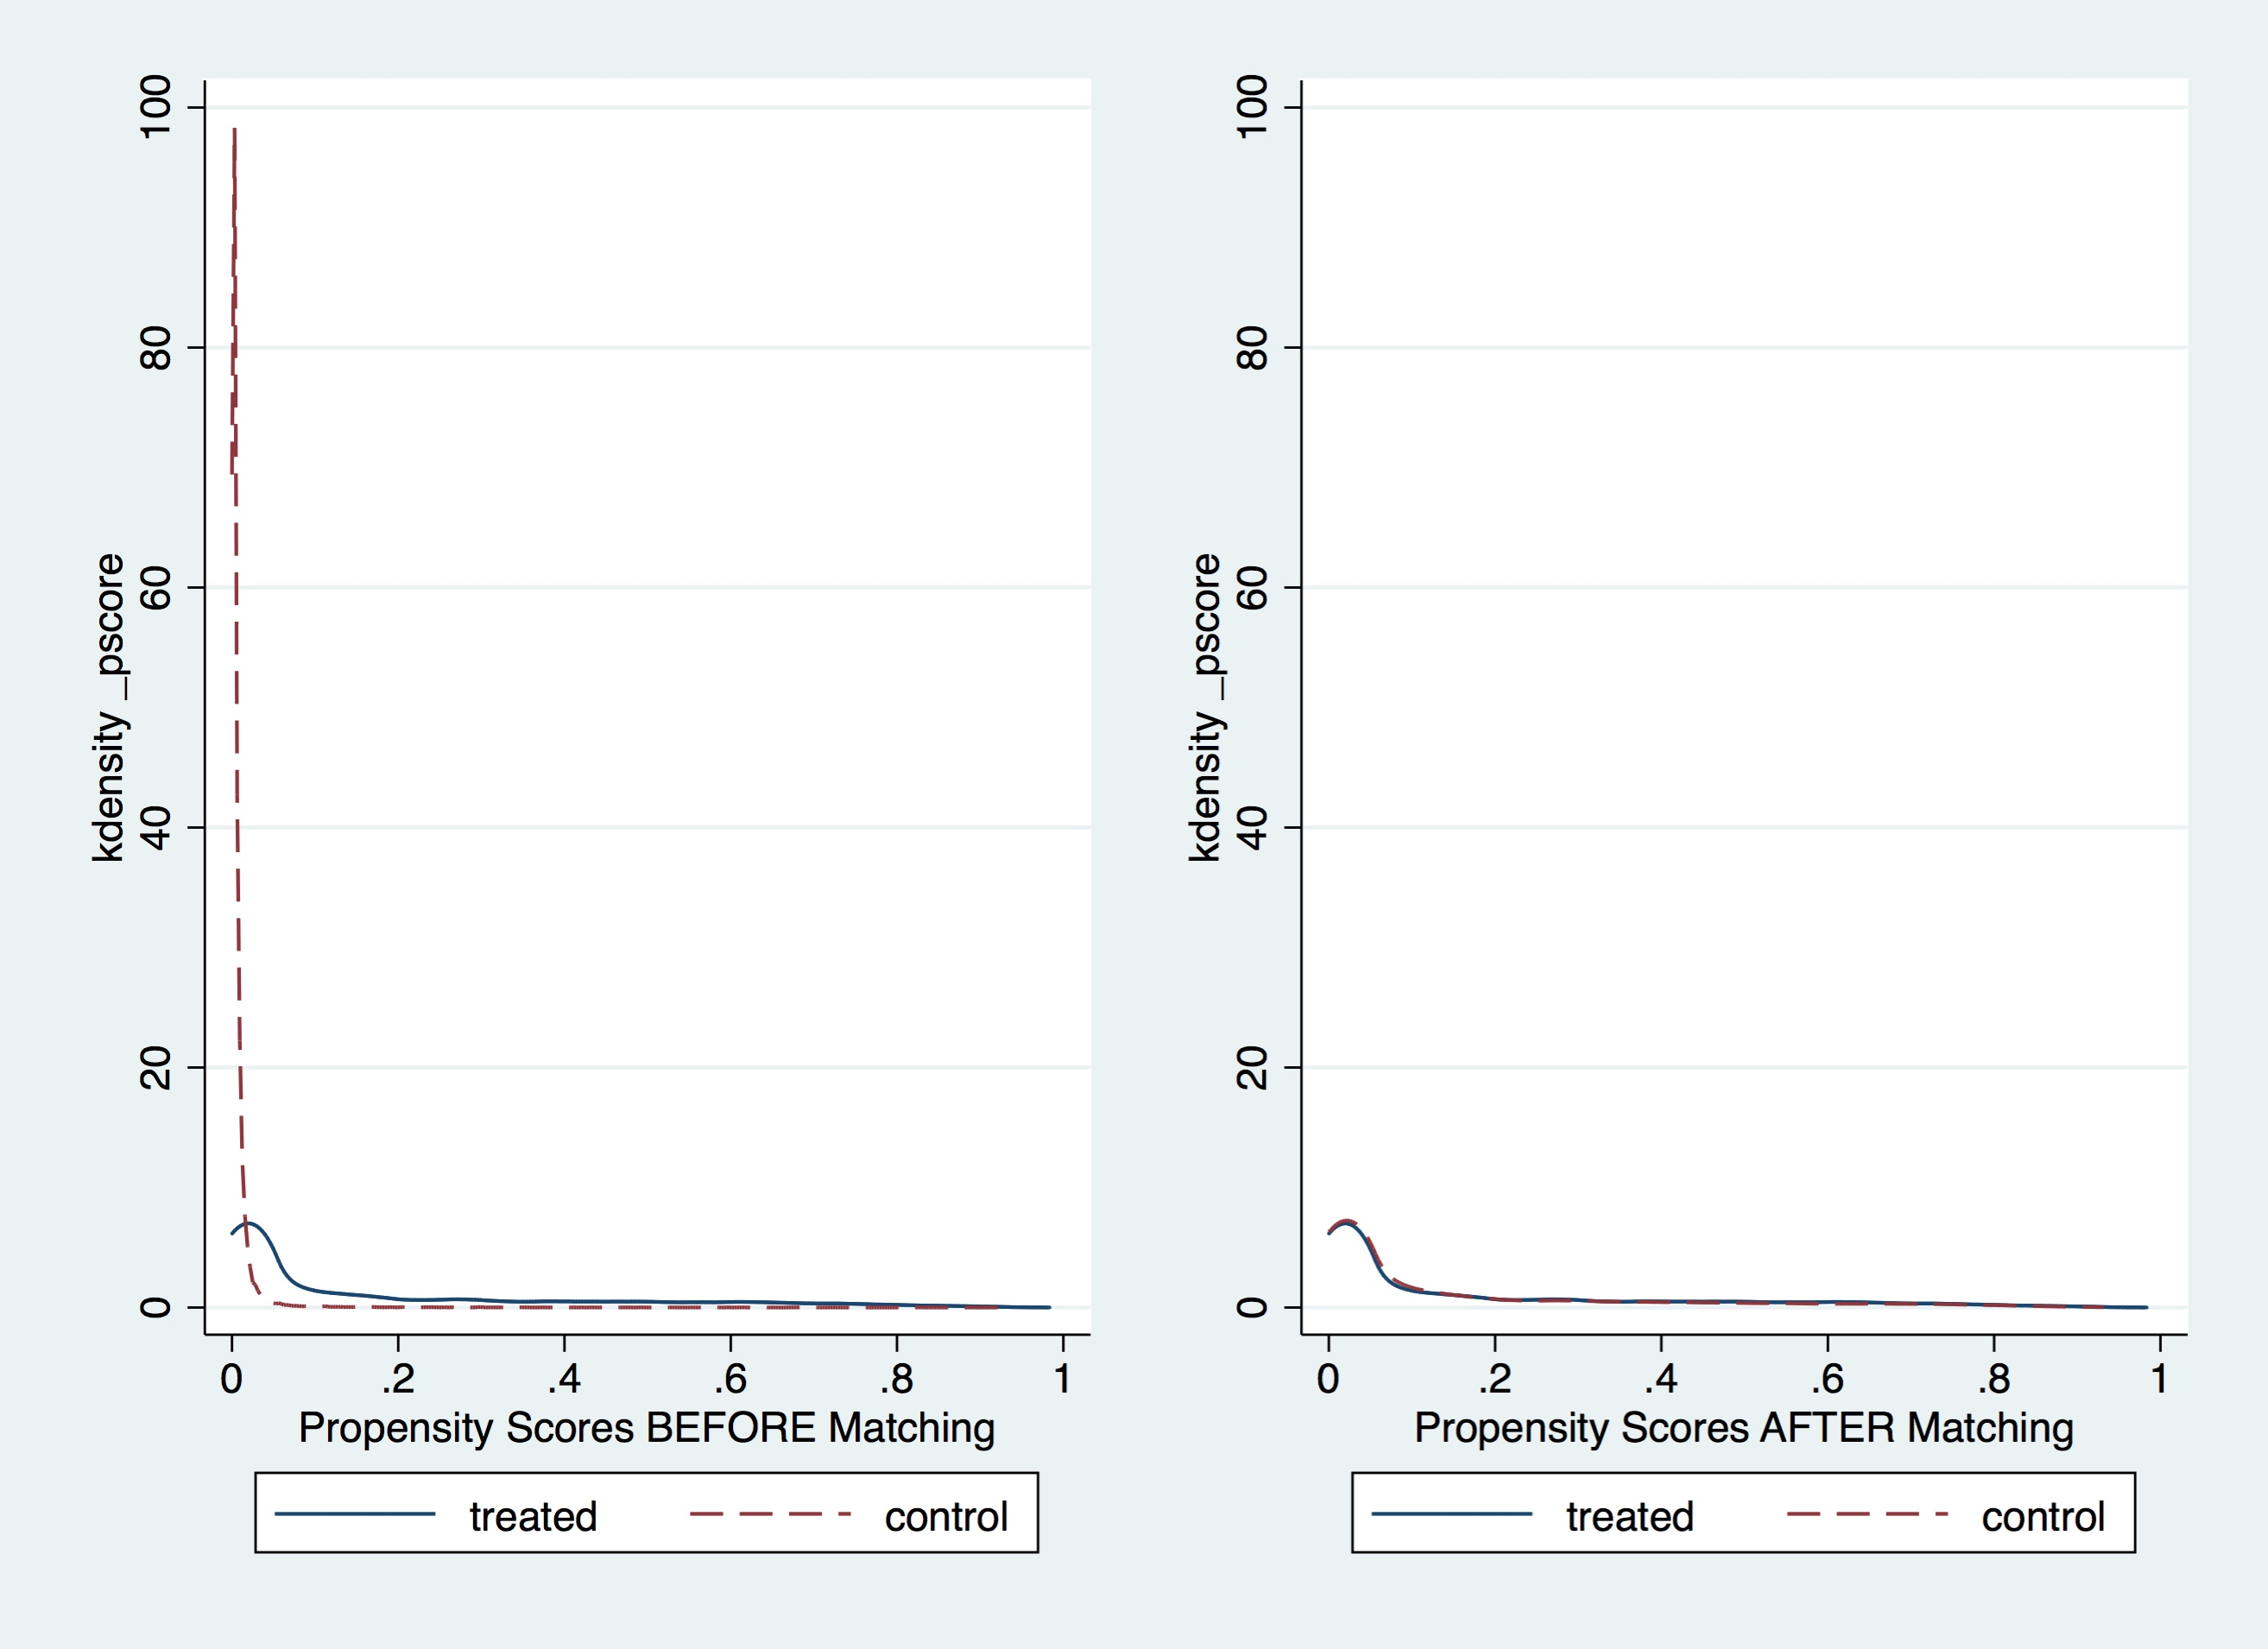 kdensity _pscore
100
80
60
40
20
0
0 .2 .4 .6 .8 1
Propensity Scores BEFORE Matching
treated control
kdensity _pscore
100
80
60
40
20
0
0 .2 .4 .6 .8 1
Propensity Scores AFTER Matching
treated control